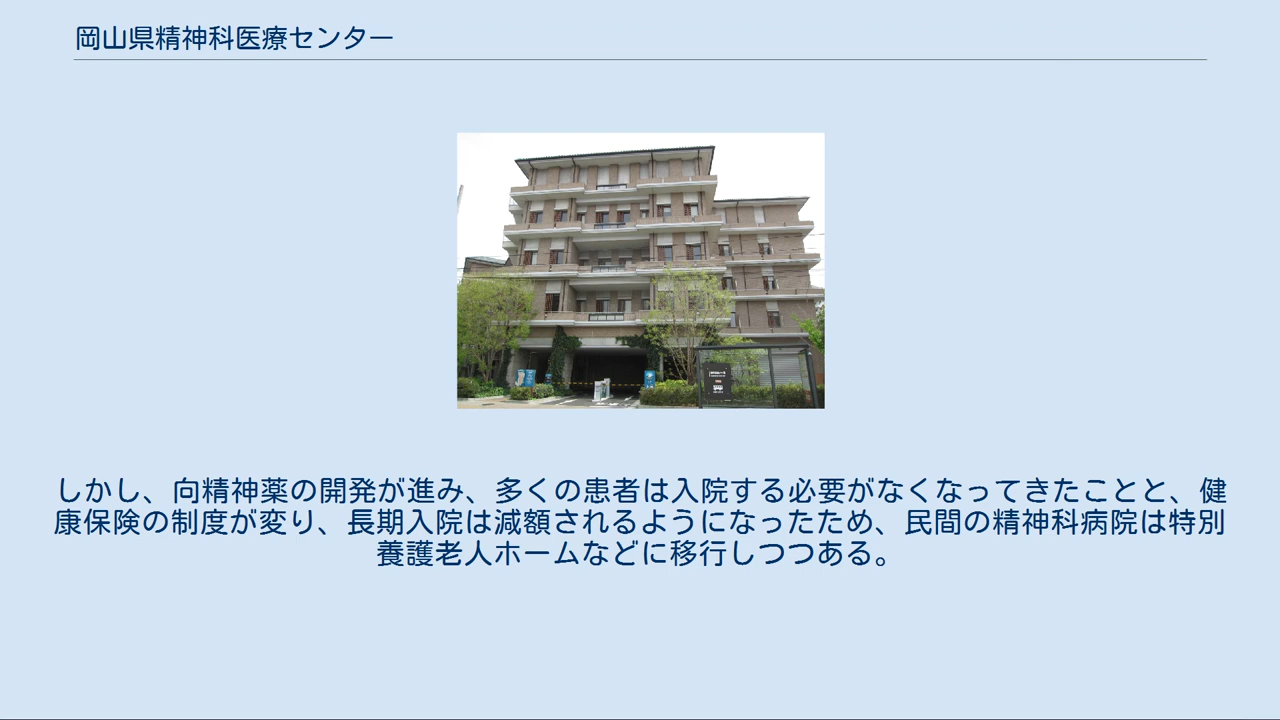 岡山県精神科医療センター
しかし、向精神薬の開発が進み、多くの患者は入院する必要がなくなってきたことと、健
康保険の制度が変り、長期入院は減額されるようになったため、民間の精神科病院は特別
養護老人ホームなどに移行しつつある。